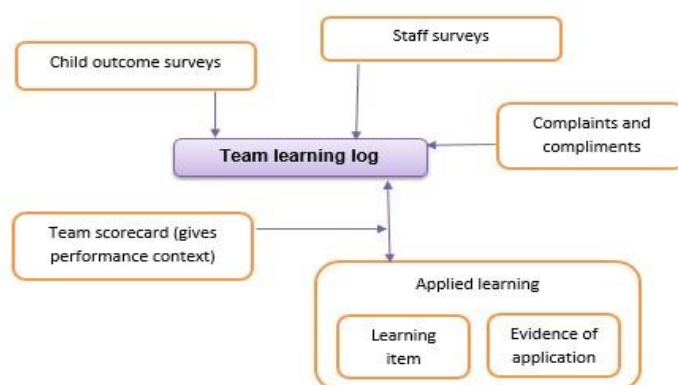 Staff surveys
Child outcome surveys
Complaints and
compliments
Team learning log
Team scorecard (gives
performance context)
Applied learning
Learning
item
Evidence of
application